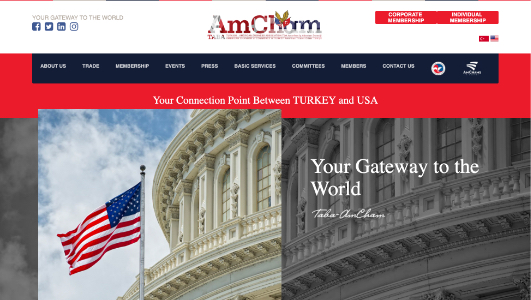 YOUR GATEWAY TO THE WORLD
AmCham
TABA
CORPORATE
MEMBERSHIP
INDIVIDUAL
MEMBERSHIP
ABOUT US TRADE MEMBERSHIP EVENTS PRESS BASIC SERVICES COMMITTEES MEMBERS CONTACT US
AMCHAMS
Your Connection Point Between TURKEY and USA
Your Gateway to the
World
Taba-AmCham